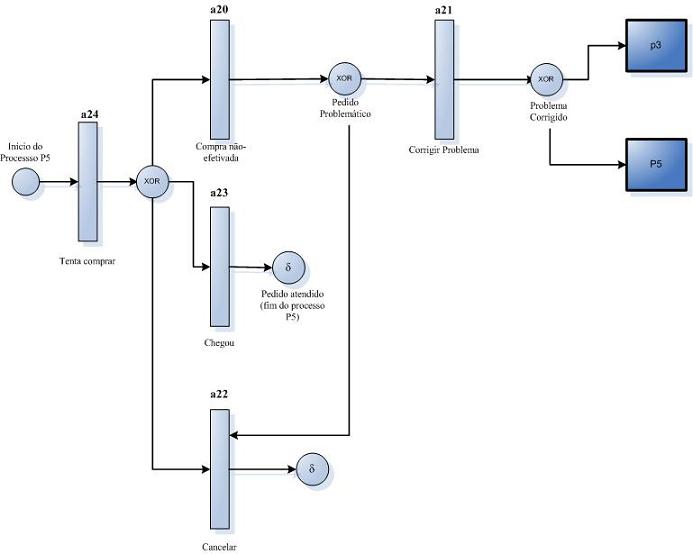 a20
a21
XOR
XOR
p3
Pedido
Problemático
Problema
Corrigido
a24
Inicio do
Processso P5
Compra não-
efetivada
Corrigir Problema
P5
XOR
a23
Tenta comprar
δ
Pedido atendido
(fim do processo
P5)
Chegou
a22
δ
Cancelar